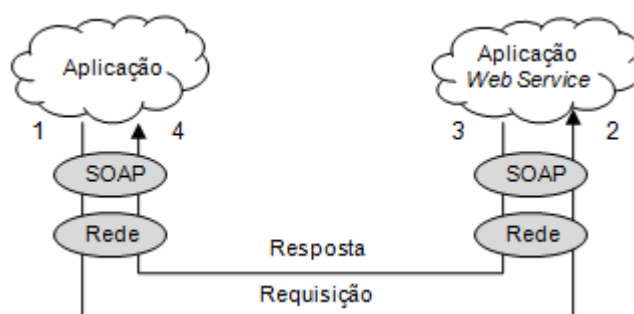 Aplicação
Aplicação
Web Service
1
4
3
2
SOAP
SOAP
Rede
Rede
Resposta
Requisição